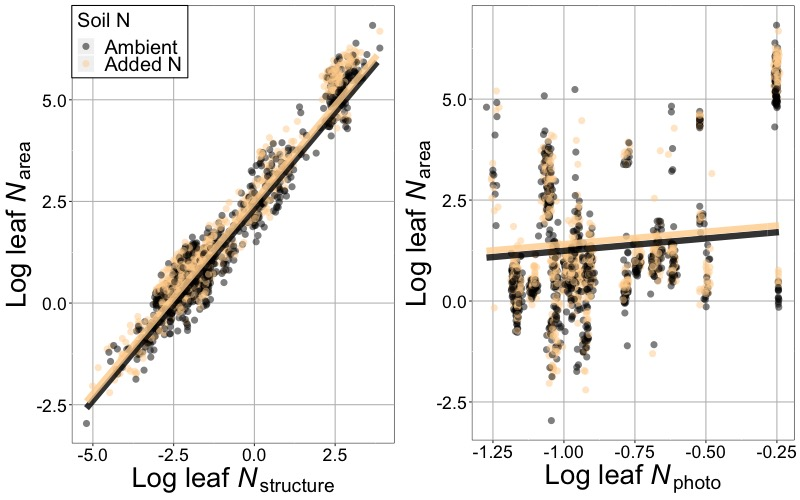 Soil N
Ambient
Added N
Log leaf Narea
5.0
2.5
0.0
-2.5
-5.0 -2.5 0.0 2.5
Log leaf Nstructure
Log leaf Narea
5.0
2.5
0.0
-2.5
-1.25 -1.00 -0.75 -0.50 -0.25
Log leaf Nphoto